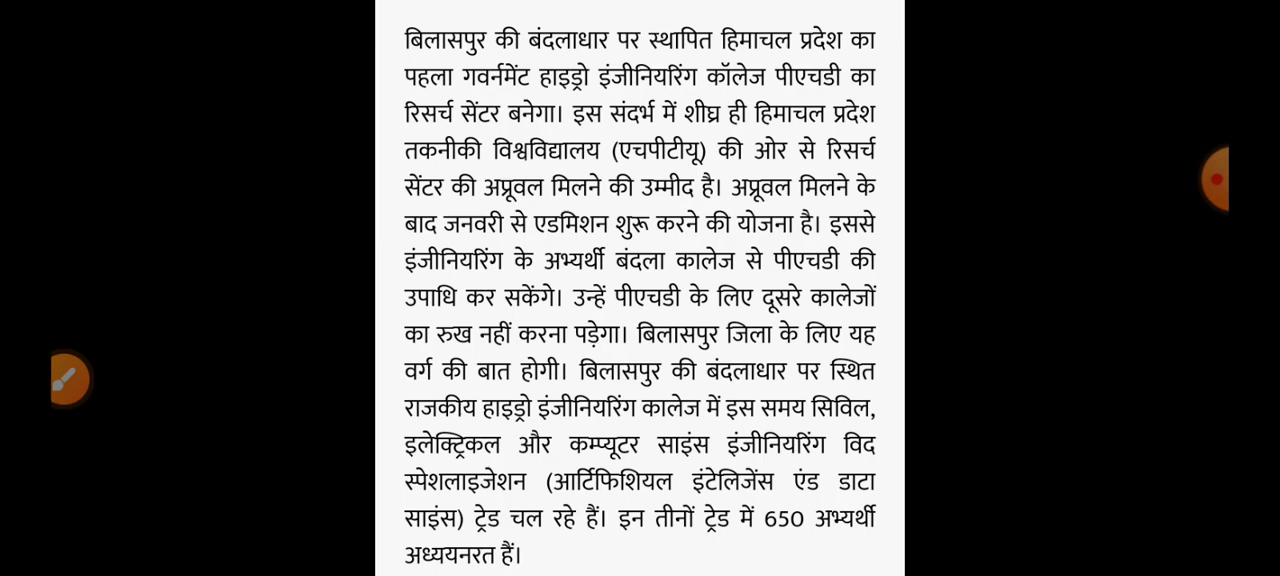 बिलासपुर की बंदलाधार पर स्थापित हिमाचल प्रदेश का
पहला गवर्नमेंट हाइड्रो इंजीनियरिंग कॉलेज पीएचडी का
रिसर्च सेंटर बनेगा। इस संदर्भ में शीघ्र ही हिमाचल प्रदेश
तकनीकी विश्वविद्यालय (एचपीटीयू) की ओर से रिसर्च
सेंटर की अप्रूवल मिलने की उम्मीद है। अप्रूवल मिलने के
बाद जनवरी से एडमिशन शुरू करने की योजना है। इससे
इंजीनियरिंग के अभ्यर्थी बंदला कालेज से पीएचडी की
उपाधि कर सकेंगे। उन्हें पीएचडी के लिए दूसरे कालेजों
का रुख नहीं करना पड़ेगा। बिलासपुर जिला के लिए यह
वर्ग की बात होगी। बिलासपुर की बंदलाधार पर स्थित
राजकीय हाइड्रो इंजीनियरिंग कालेज में इस समय सिविल,
इलेक्ट्रिकल और कम्प्यूटर साइंस इंजीनियरिंग विद
स्पेशलाइजेशन (आर्टिफिशियल इंटेलिजेंस एंड डाटा
साइंस) ट्रेड चल रहे हैं। इन तीनों ट्रेड में 650 अभ्यर्थी
अध्ययनरत हैं।